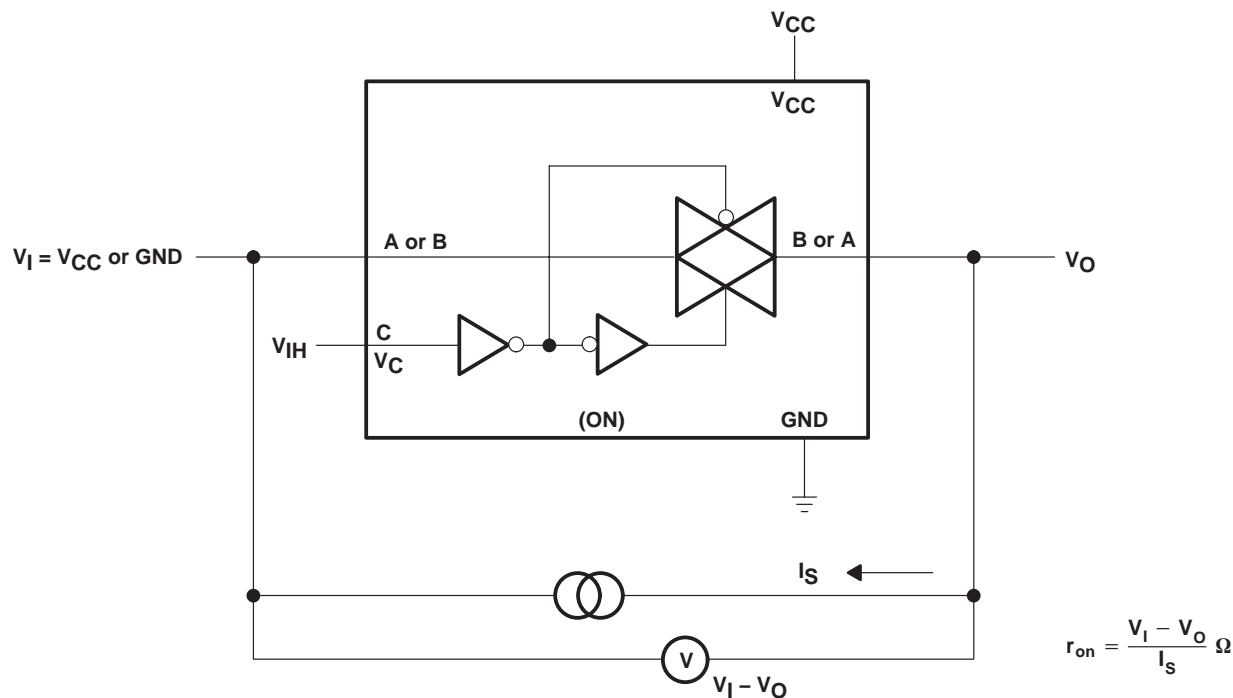 VCC
VCC
A or B
B or A
VI = VCC or GND
VO
C
VIH
VC
(ON)
GND
IS
ron = VI – VO / IS Ω
V
VI – VO